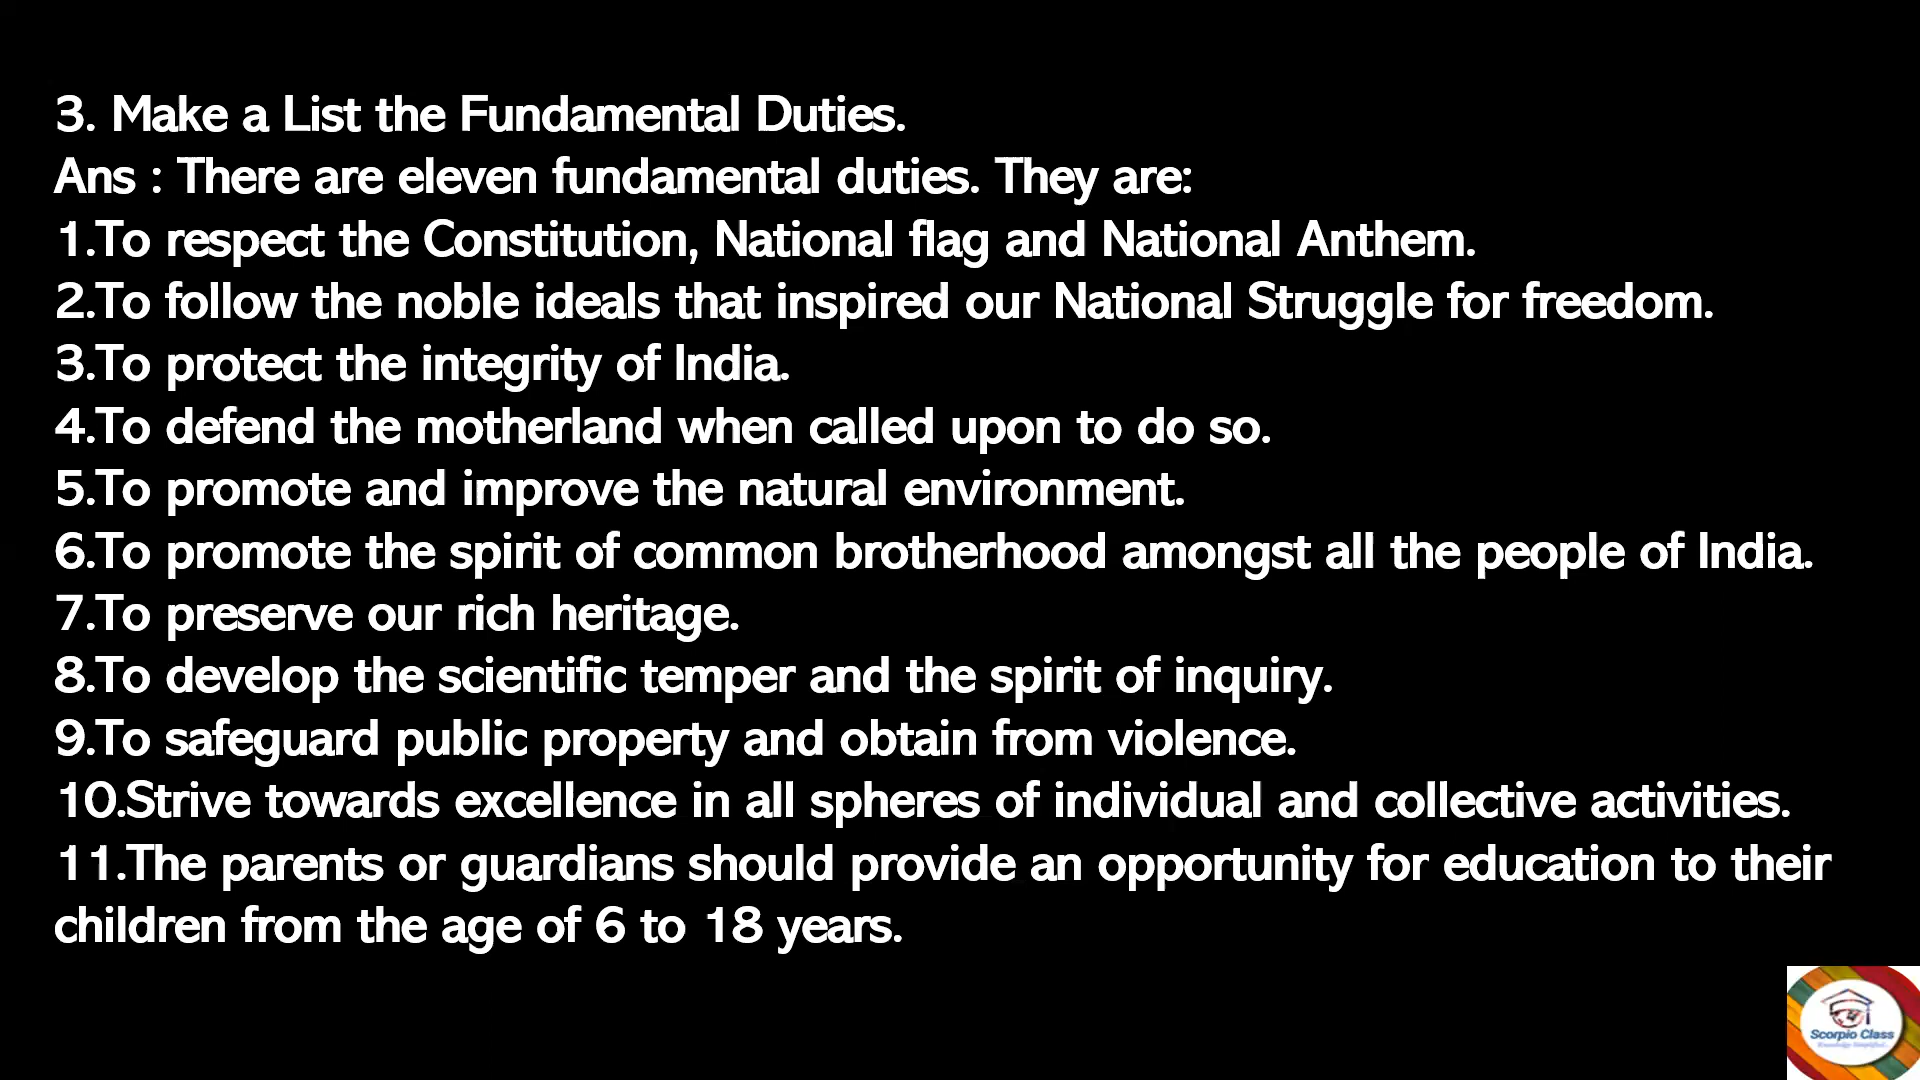 3. Make a List the Fundamental Duties.
Ans : There are eleven fundamental duties. They are:
1.To respect the Constitution, National flag and National Anthem.
2.To follow the noble ideals that inspired our National Struggle for freedom.
3.To protect the integrity of India.
4.To defend the motherland when called upon to do so.
5.To promote and improve the natural environment.
6.To promote the spirit of common brotherhood amongst all the people of India.
7.To preserve our rich heritage.
8.To develop the scientific temper and the spirit of inquiry.
9.To safeguard public property and obtain from violence.
10.Strive towards excellence in all spheres of individual and collective activities.
11.The parents or guardians should provide an opportunity for education to their
children from the age of 6 to 18 years.
Scorpio Class